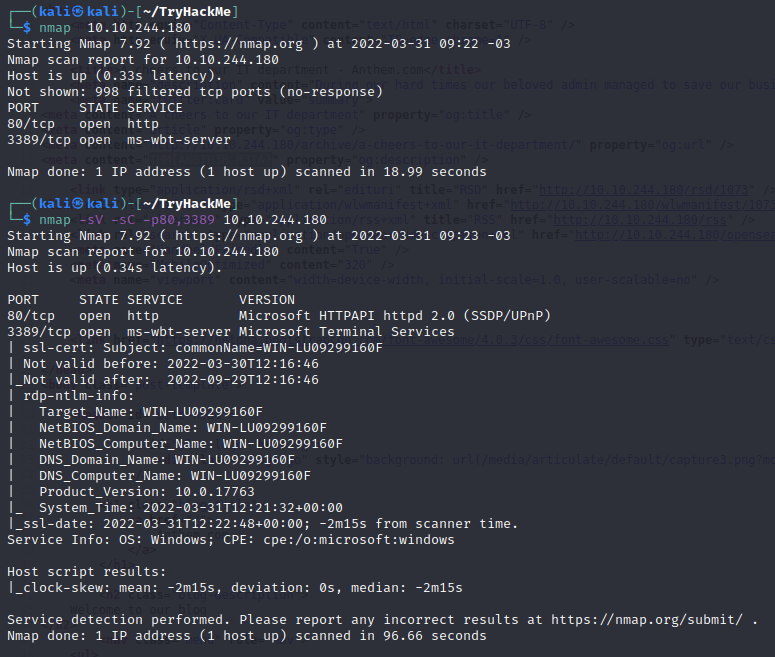 ┌──(kali㉿kali)-[~/TryHackMe]
└─$ nmap 10.10.244.180
Starting Nmap 7.92 ( https://nmap.org ) at 2022-03-31 09:22 -03
Nmap scan report for 10.10.244.180
Host is up (0.33s latency).
Not shown: 998 filtered tcp ports (no-response)
PORT     STATE SERVICE
80/tcp   open  http
3389/tcp open  ms-wbt-server

Nmap done: 1 IP address (1 host up) scanned in 18.99 seconds

┌──(kali㉿kali)-[~/TryHackMe]
└─$ nmap -sV -sC -p80,3389 10.10.244.180
Starting Nmap 7.92 ( https://nmap.org ) at 2022-03-31 09:23 -03
Nmap scan report for 10.10.244.180
Host is up (0.34s latency).

PORT     STATE SERVICE       VERSION
80/tcp   open  http          Microsoft HTTPAPI httpd 2.0 (SSDP/UPnP)
3389/tcp open  ms-wbt-server Microsoft Terminal Services
| ssl-cert: Subject: commonName=WIN-LU09299160F
| Not valid before: 2022-03-30T12:16:46
|_Not valid after:  2022-09-29T12:16:46
| rdp-ntlm-info:
|   Target_Name: WIN-LU09299160F
|   NetBIOS_Domain_Name: WIN-LU09299160F
|   NetBIOS_Computer_Name: WIN-LU09299160F
|   DNS_Domain_Name: WIN-LU09299160F
|   DNS_Computer_Name: WIN-LU09299160F
|   Product_Version: 10.0.17763
|_  System_Time: 2022-03-31T12:21:32+00:00
|_ssl-date: 2022-03-31T12:22:48+00:00; -2m15s from scanner time.
Service Info: OS: Windows; CPE: cpe:/o:microsoft:windows

Host script results:
|_clock-skew: mean: -2m15s, deviation: 0s, median: -2m15s

Service detection performed. Please report any incorrect results at https://nmap.org/submit/ .
Nmap done: 1 IP address (1 host up) scanned in 96.66 seconds